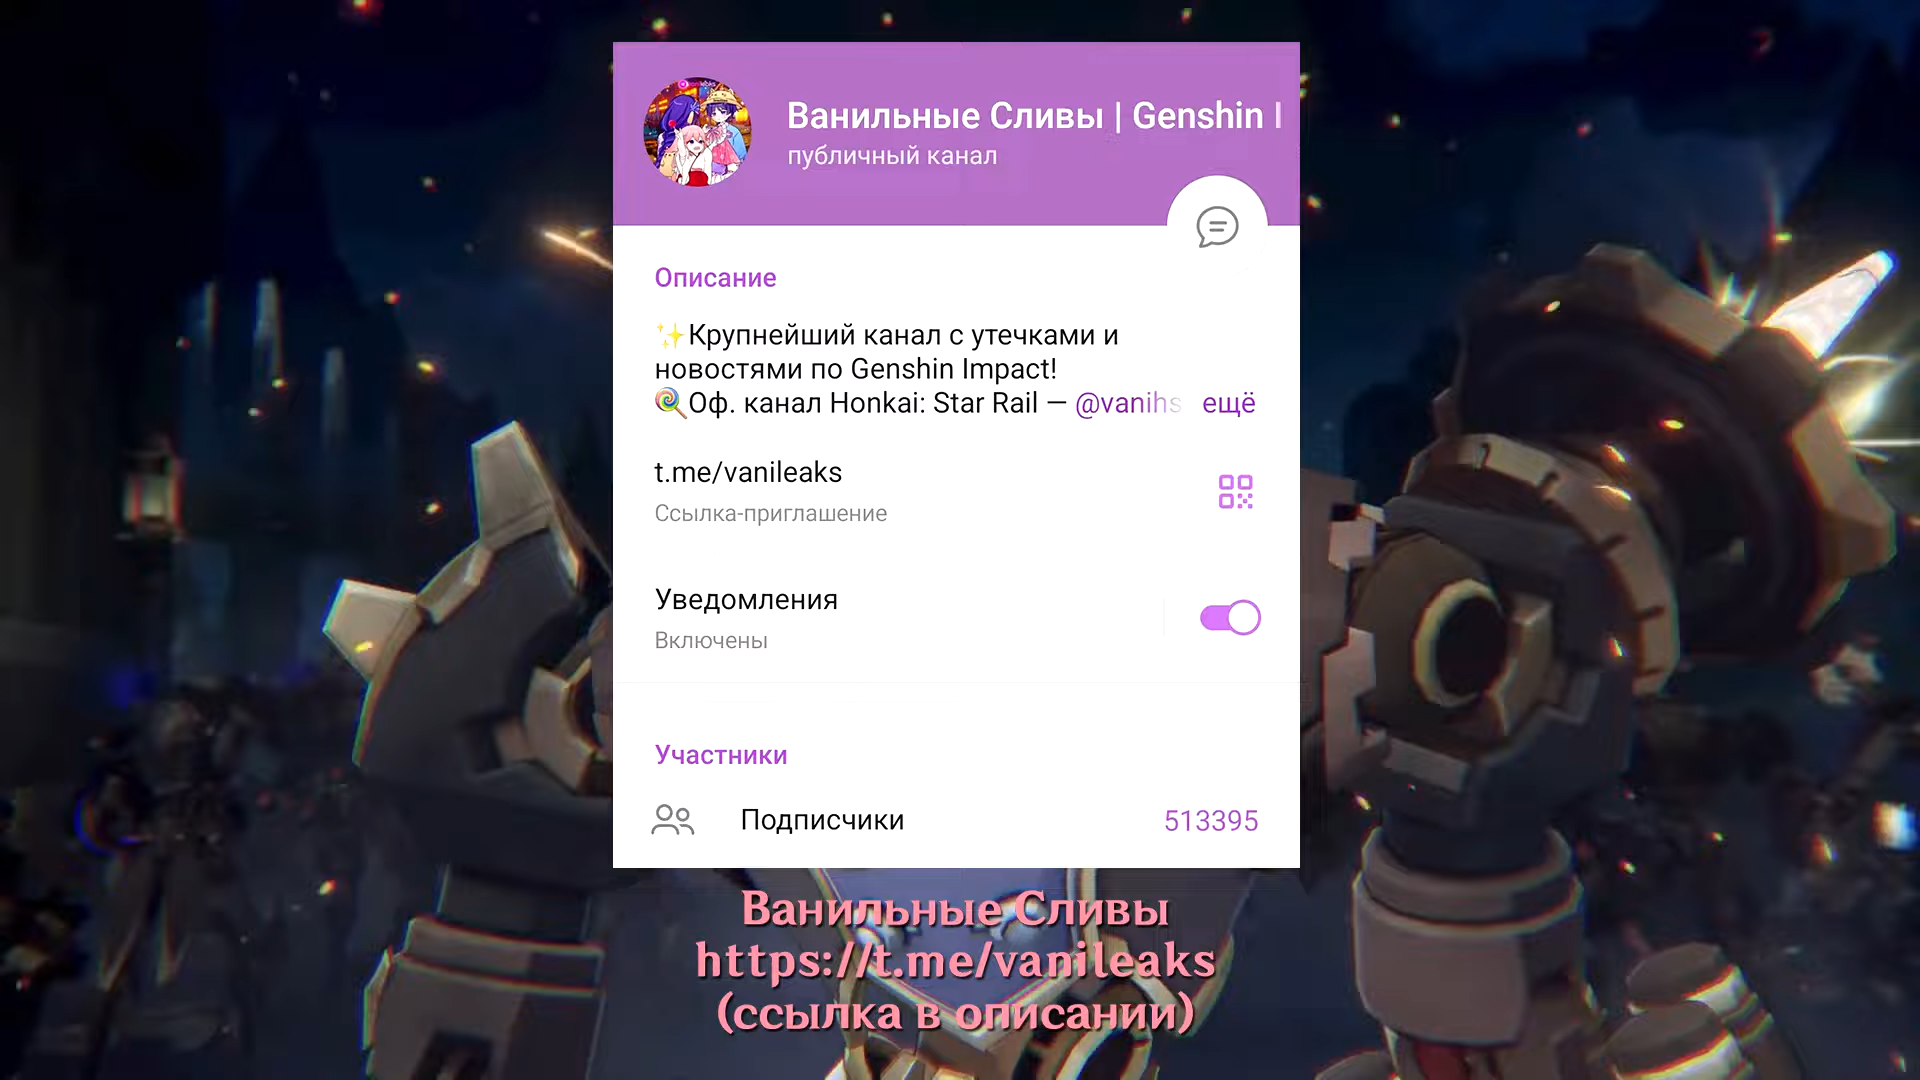 Ванильные Сливы | Genshin I
публичный канал
Описание
✨Крупнейший канал с утечками и
новостями по Genshin Impact!
🍭Оф. канал Honkai: Star Rail — @vanihs ещё
t.me/vanileaks
Ссылка-приглашение
Уведомления
Включены
Участники
Подписчики 513395
Ванильные Сливы
https://t.me/vanileaks
(ссылка в описании)